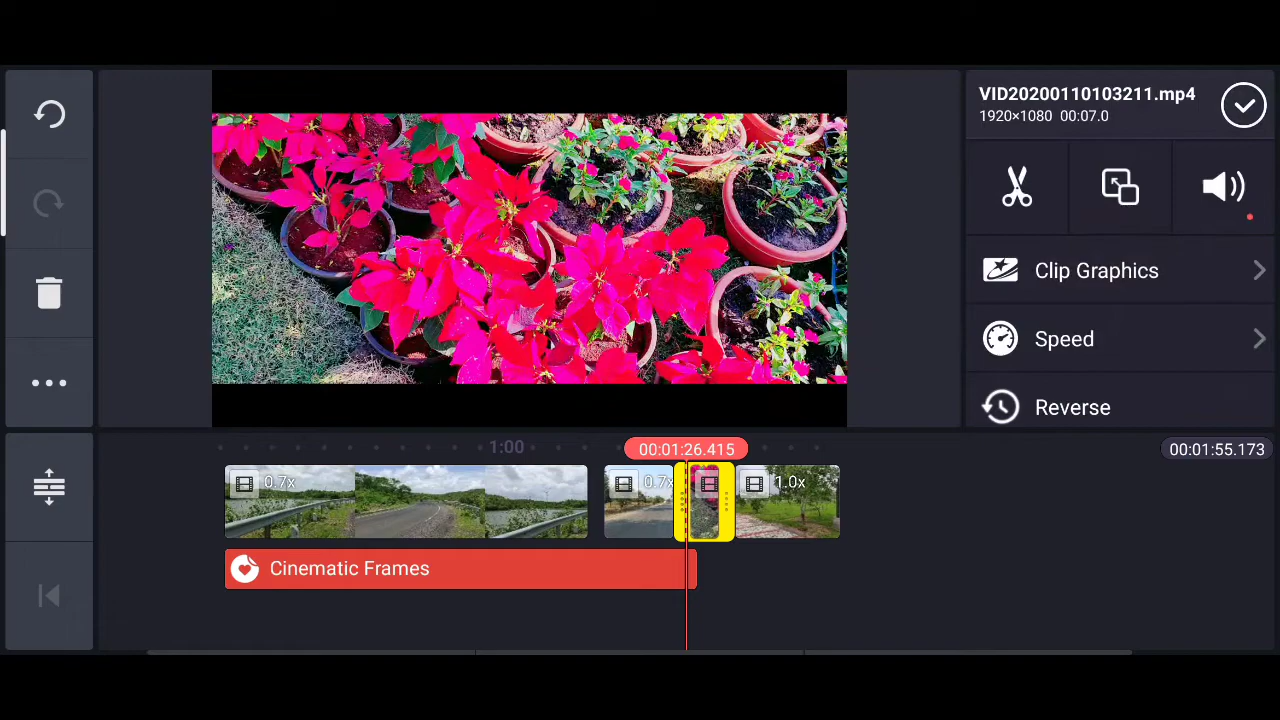 VID20200110103211.mp4
1920×1080 00:07.0
Clip Graphics
Speed
Reverse
1:00
00:01:26.415
00:01:55.173
0.7x
0.7x
1.0x
Cinematic Frames